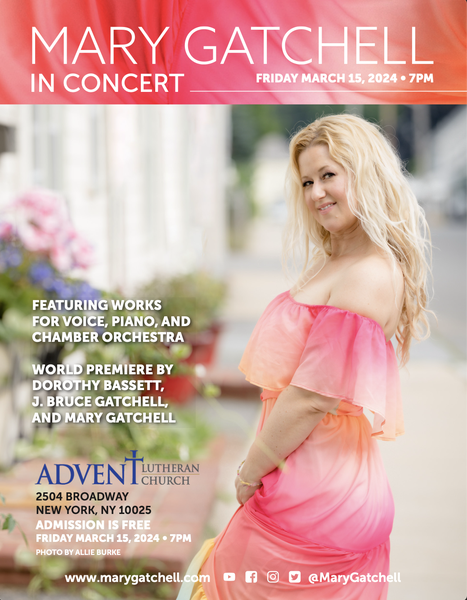 MARY GATCHELL
IN CONCERT
FRIDAY MARCH 15, 2024 • 7PM
FEATURING WORKS
FOR VOICE, PIANO, AND
CHAMBER ORCHESTRA
WORLD PREMIERE BY
DOROTHY BASSETT,
J. BRUCE GATCHELL,
AND MARY GATCHELL
ADVENT LUTHERAN
CHURCH
2504 BROADWAY
NEW YORK, NY 10025
ADMISSION IS FREE
FRIDAY MARCH 15, 2024 • 7PM
PHOTO BY ALLIE BURKE
www.marygatchell.com @MaryGatchell